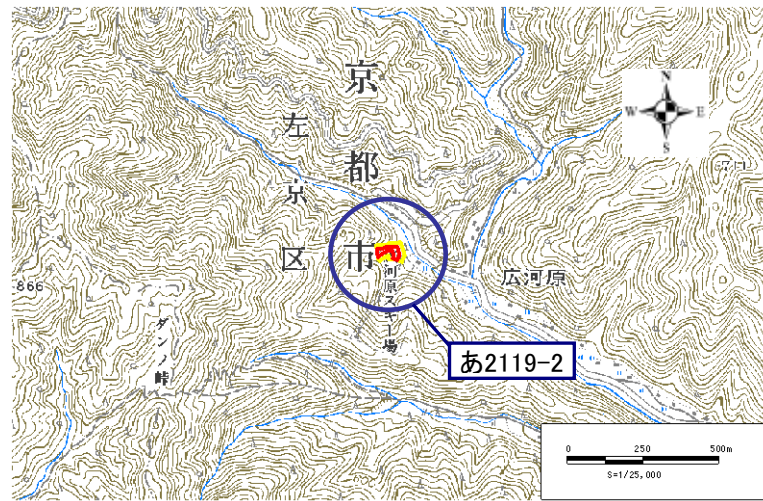 京都市
左京区
N
W E
S
866
広河原
河原スキー場
ダンノ峠
あ2119-2
0 250 500m
S=1/25,000